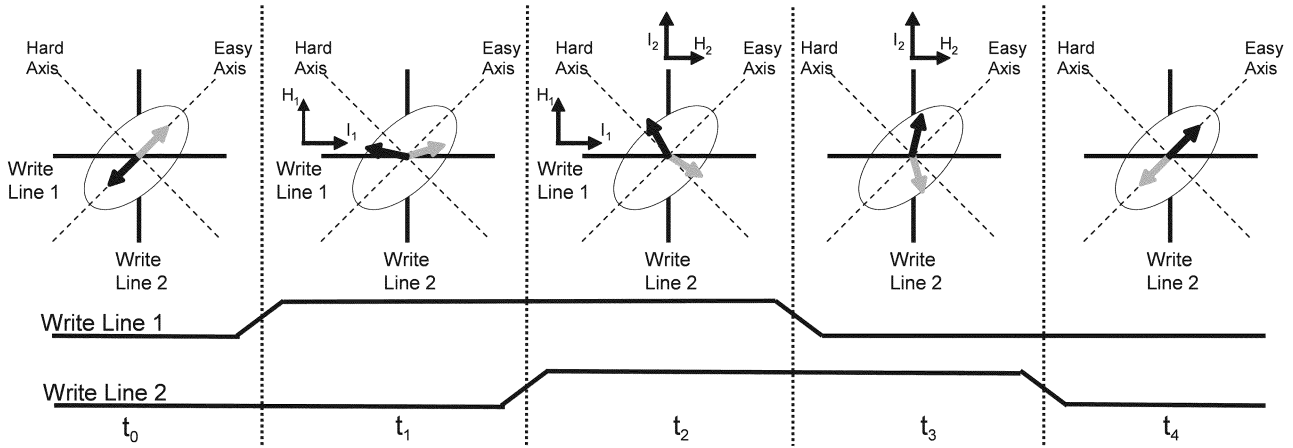 Hard Axis
Easy Axis
Write Line 1
Write Line 2
Hard Axis
Easy Axis
H1
I1
Write Line 1
Write Line 2
I2
H2
Hard Axis
Easy Axis
H1
I1
Write Line 1
Write Line 2
I2
H2
Hard Axis
Easy Axis
Write Line 2
Hard Axis
Easy Axis
Write Line 2
Write Line 1
Write Line 2
t0
t1
t2
t3
t4